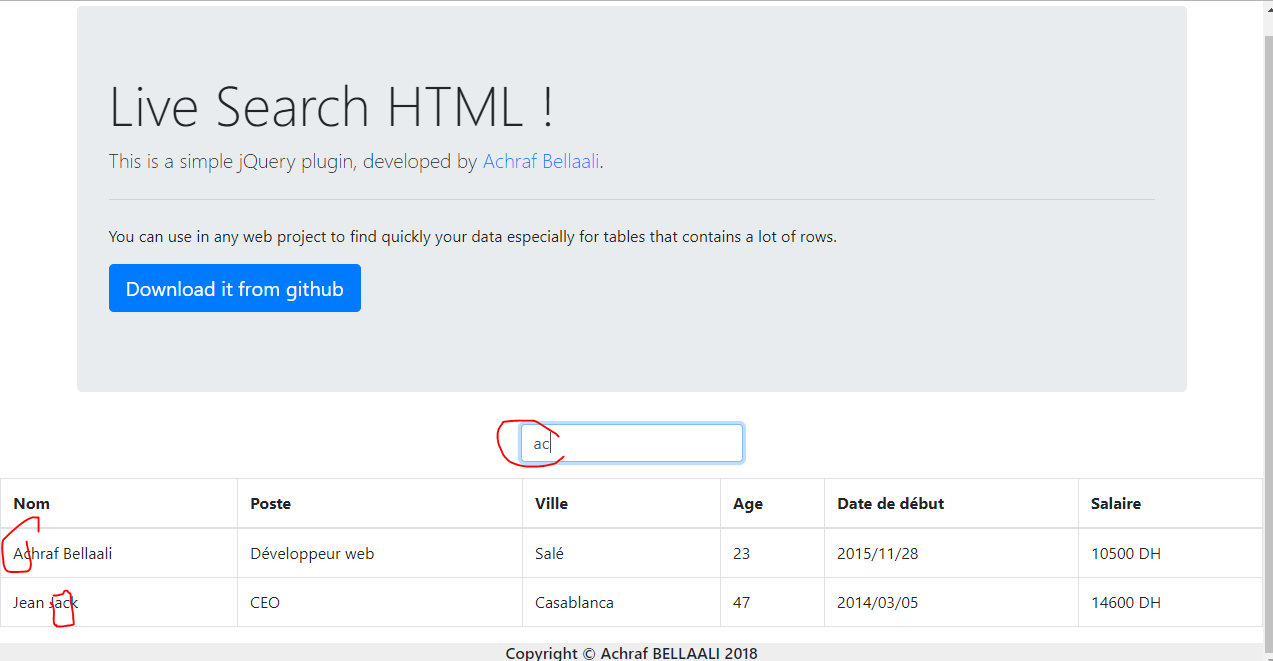 Live Search HTML !
This is a simple jQuery plugin, developed by Achraf Bellaali.
You can use in any web project to find quickly your data especially for tables that contains a lot of rows.
Download it from github
ac
Nom Poste Ville Age Date de début Salaire
Achraf Bellaali Développeur web Salé 23 2015/11/28 10500 DH
Jean Jack CEO Casablanca 47 2014/03/05 14600 DH
Copyright © Achraf BELLAALI 2018